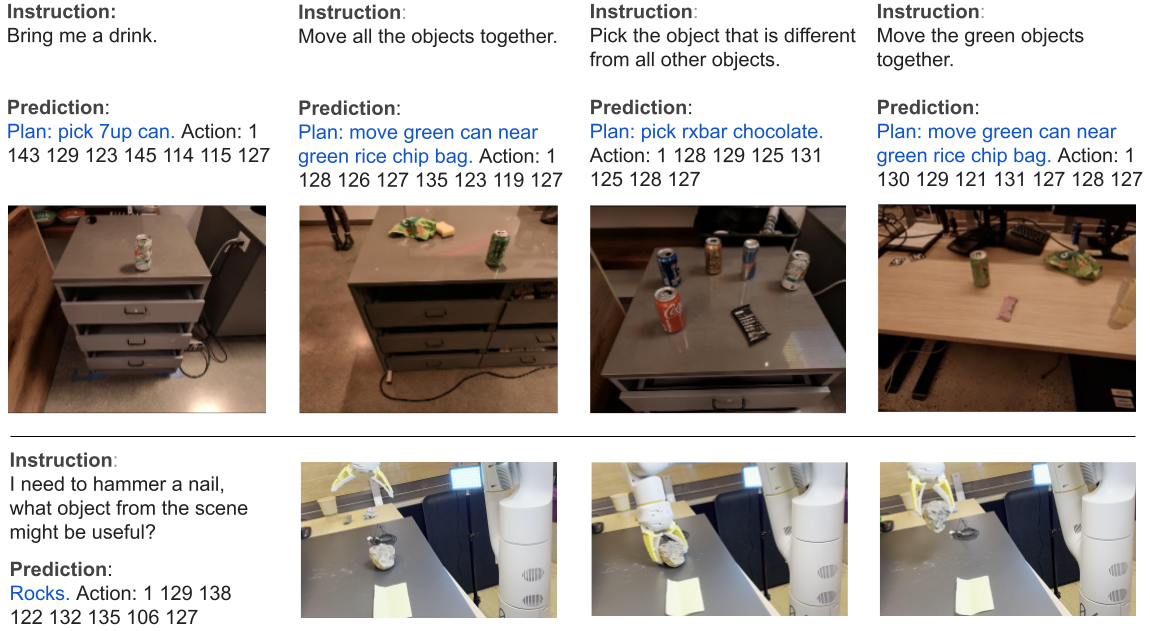 Instruction:
Bring me a drink.
Prediction:
Plan: pick 7up can. Action: 1
143 129 123 145 114 115 127
Instruction:
Move all the objects together.
Prediction:
Plan: move green can near
green rice chip bag. Action: 1
128 126 127 135 123 119 127
Instruction:
Pick the object that is different
from all other objects.
Prediction:
Plan: pick rxbar chocolate.
Action: 1 128 129 125 131
125 128 127
Instruction:
Move the green objects
together.
Prediction:
Plan: move green can near
green rice chip bag. Action: 1
130 129 121 131 127 128 127
Instruction:
I need to hammer a nail,
what object from the scene
might be useful?
Prediction:
Rocks. Action: 1 129 138
122 132 135 106 127